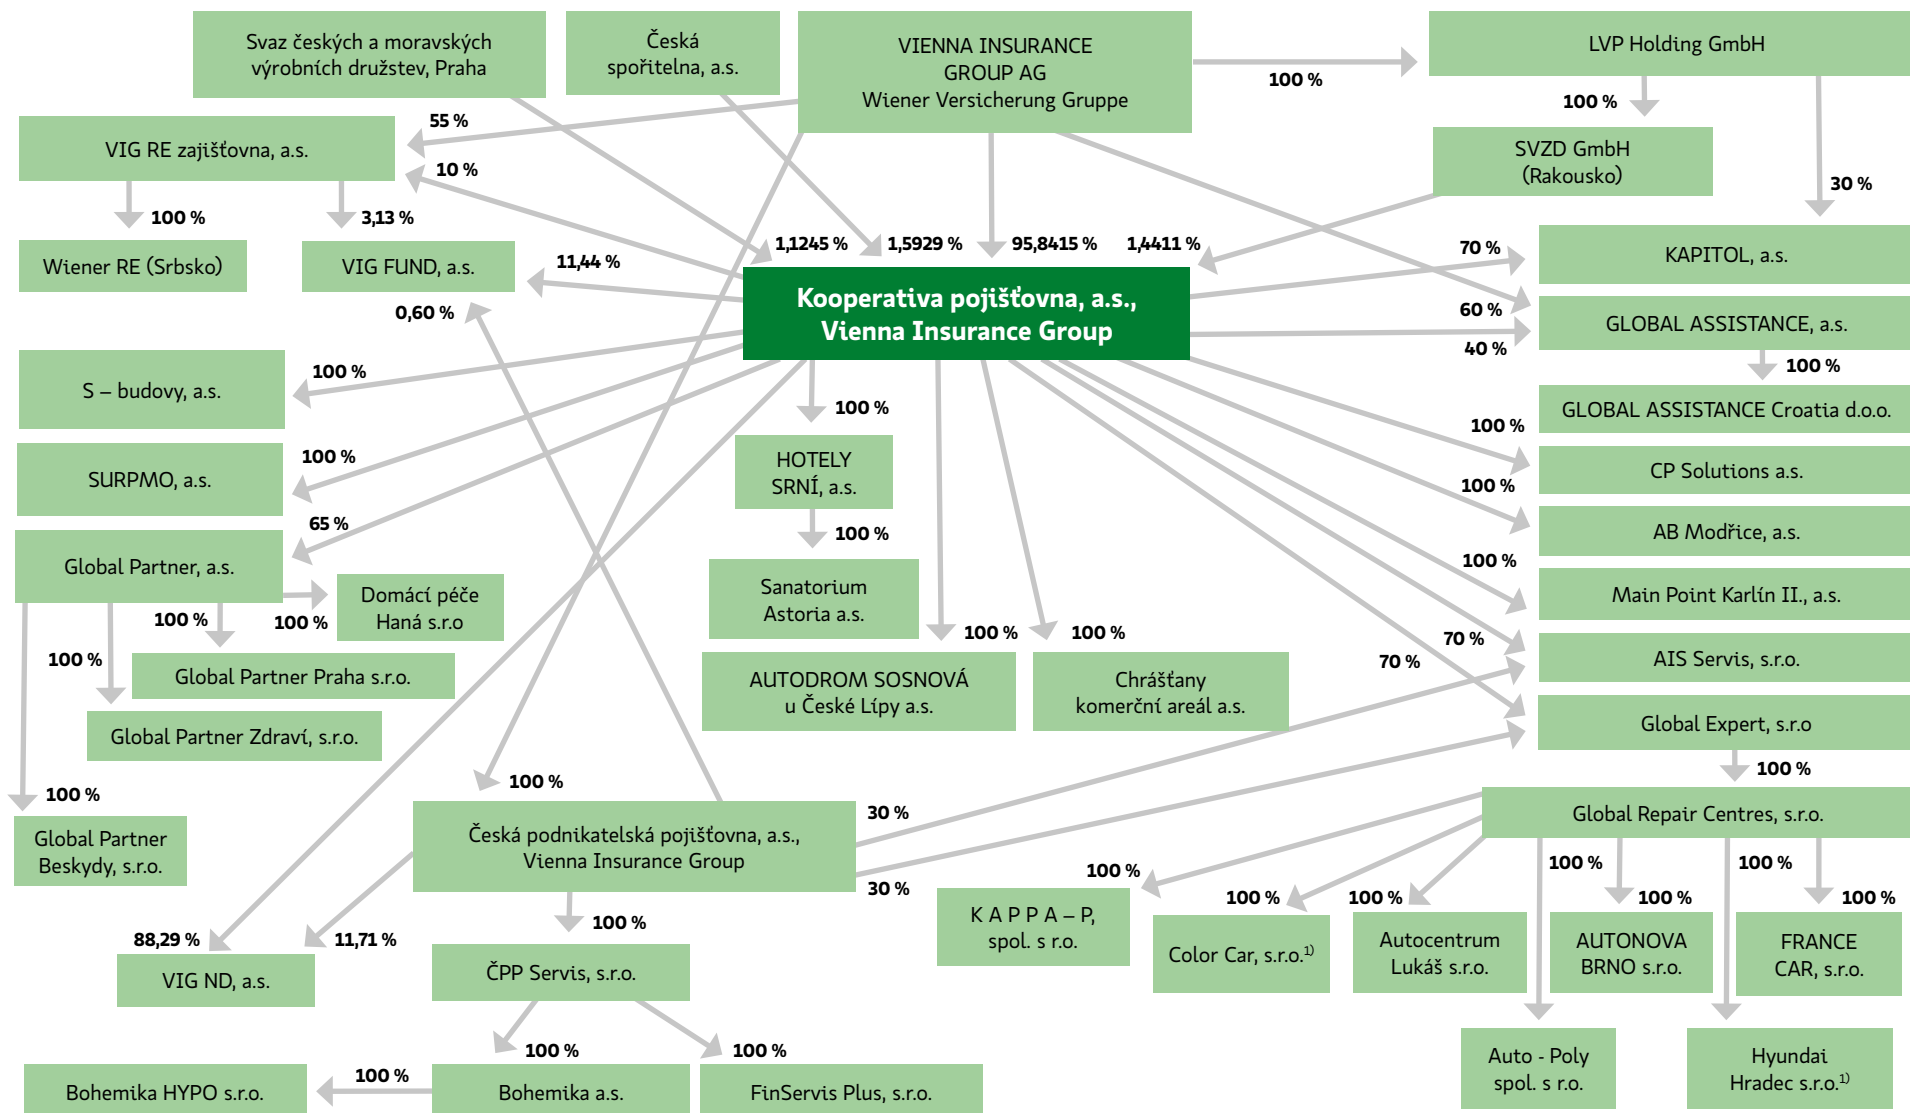 Svaz českých a moravských
výrobních družstev, Praha
Česká
spořitelna, a.s.
VIENNA INSURANCE
GROUP AG
Wiener Versicherung Gruppe
100 %
LVP Holding GmbH
100 %
SVZD GmbH
(Rakousko)
30 %
55 %
VIG RE zajišťovna, a.s.
10 %
100 %
3,13 %
Wiener RE (Srbsko)
VIG FUND, a.s.
11,44 %
0,60 %
1,1245 %
1,5929 %
95,8415 %
1,4411 %
Kooperativa pojišťovna, a.s.,
Vienna Insurance Group
70 %
KAPITOL, a.s.
60 %
GLOBAL ASSISTANCE, a.s.
40 %
100 %
GLOBAL ASSISTANCE Croatia d.o.o.
100 %
CP Solutions a.s.
100 %
AB Modřice, a.s.
100 %
Main Point Karlín II., a.s.
70 %
AIS Servis, s.r.o.
70 %
Global Expert, s.r.o
100 %
S – budovy, a.s.
100 %
SURPMO, a.s.
65 %
Global Partner, a.s.
100 %
100 %
Domácí péče
Haná s.r.o
100 %
Global Partner Praha s.r.o.
Global Partner Zdraví, s.r.o.
100 %
Global Partner
Beskydy, s.r.o.
100 %
HOTELY
SRNÍ, a.s.
100 %
Sanatorium
Astoria a.s.
100 %
AUTODROM SOSNOVÁ
u České Lípy a.s.
100 %
Chrášťany
komerční areál a.s.
100 %
Česká podnikatelská pojišťovna, a.s.,
Vienna Insurance Group
30 %
30 %
88,29 %
11,71 %
VIG ND, a.s.
100 %
ČPP Servis, s.r.o.
100 %
100 %
100 %
Bohemika HYPO s.r.o.
Bohemika a.s.
FinServis Plus, s.r.o.
100 %
Global Repair Centres, s.r.o.
100 %
K A P P A – P,
spol. s r.o.
100 %
Color Car, s.r.o.1)
100 %
Autocentrum
Lukáš s.r.o.
100 %
100 %
AUTONOVA
BRNO s.r.o.
100 %
100 %
FRANCE
CAR, s.r.o.
Auto - Poly
spol. s r.o.
Hyundai
Hradec s.r.o.1)